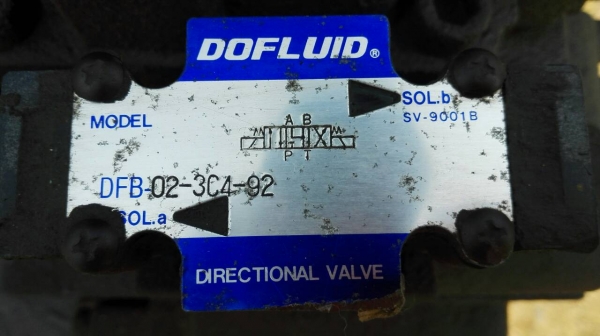 DOFLUID®
SOL.b
MODEL
SV-9001B
A B
P T
DFB-02-3C4-92
SOL.a
DIRECTIONAL VALVE